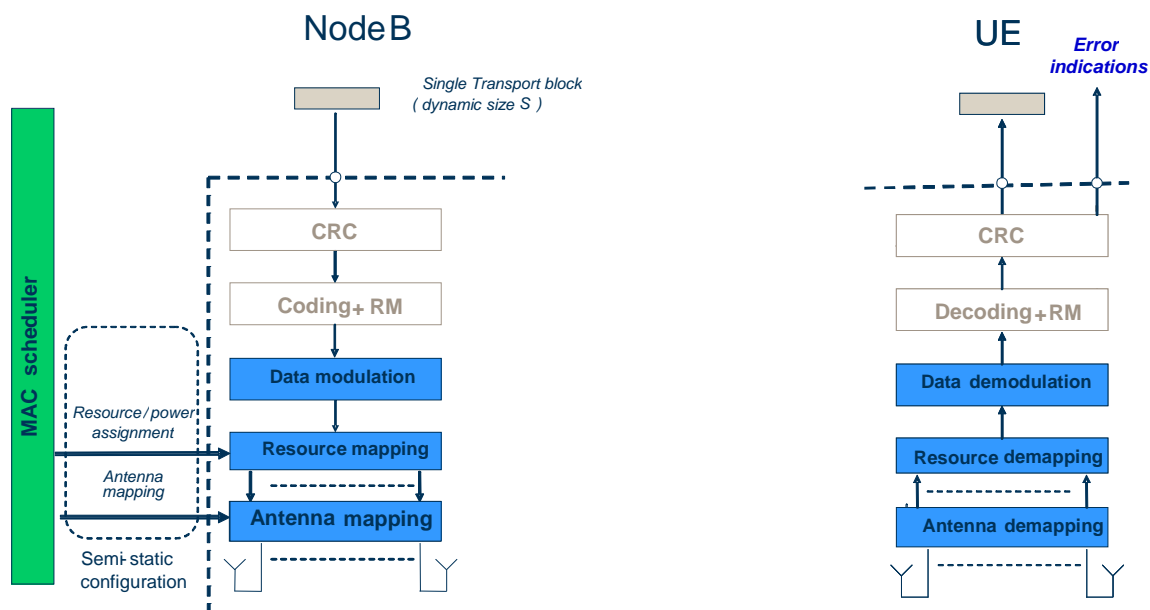 Node B
UE
Error
indications
Single Transport block
( dynamic size S )
CRC
CRC
Coding+ RM
Decoding+RM
MAC scheduler
Data modulation
Data demodulation
Resource/power
assignment
Resource mapping
Resource demapping
Antenna
mapping
Antenna mapping
Antenna demapping
Semi-static
configuration